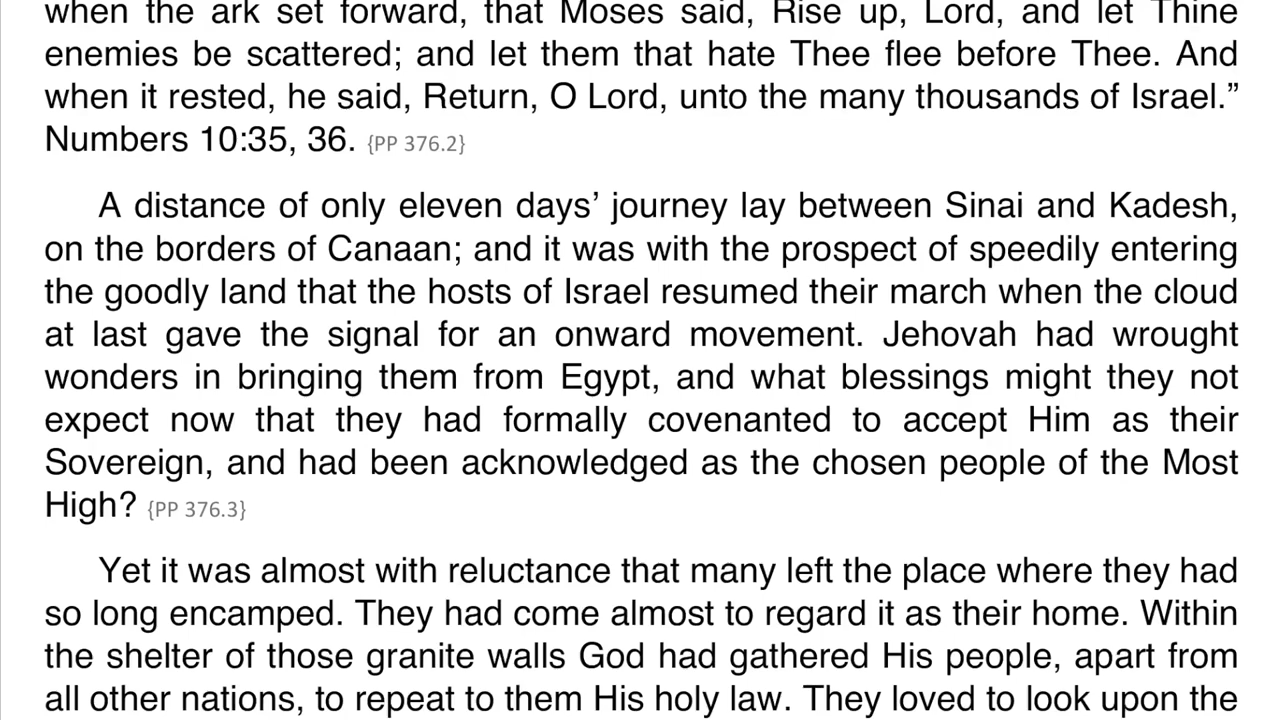 when the ark set forward, that Moses said, Rise up, Lord, and let Thine
enemies be scattered; and let them that hate Thee flee before Thee. And
when it rested, he said, Return, O Lord, unto the many thousands of Israel.”
Numbers 10:35, 36. {PP 376.2}
A distance of only eleven days’ journey lay between Sinai and Kadesh,
on the borders of Canaan; and it was with the prospect of speedily entering
the goodly land that the hosts of Israel resumed their march when the cloud
at last gave the signal for an onward movement. Jehovah had wrought
wonders in bringing them from Egypt, and what blessings might they not
expect now that they had formally covenanted to accept Him as their
Sovereign, and had been acknowledged as the chosen people of the Most
High? {PP 376.3}
Yet it was almost with reluctance that many left the place where they had
so long encamped. They had come almost to regard it as their home. Within
the shelter of those granite walls God had gathered His people, apart from
all other nations, to repeat to them His holy law. They loved to look upon the